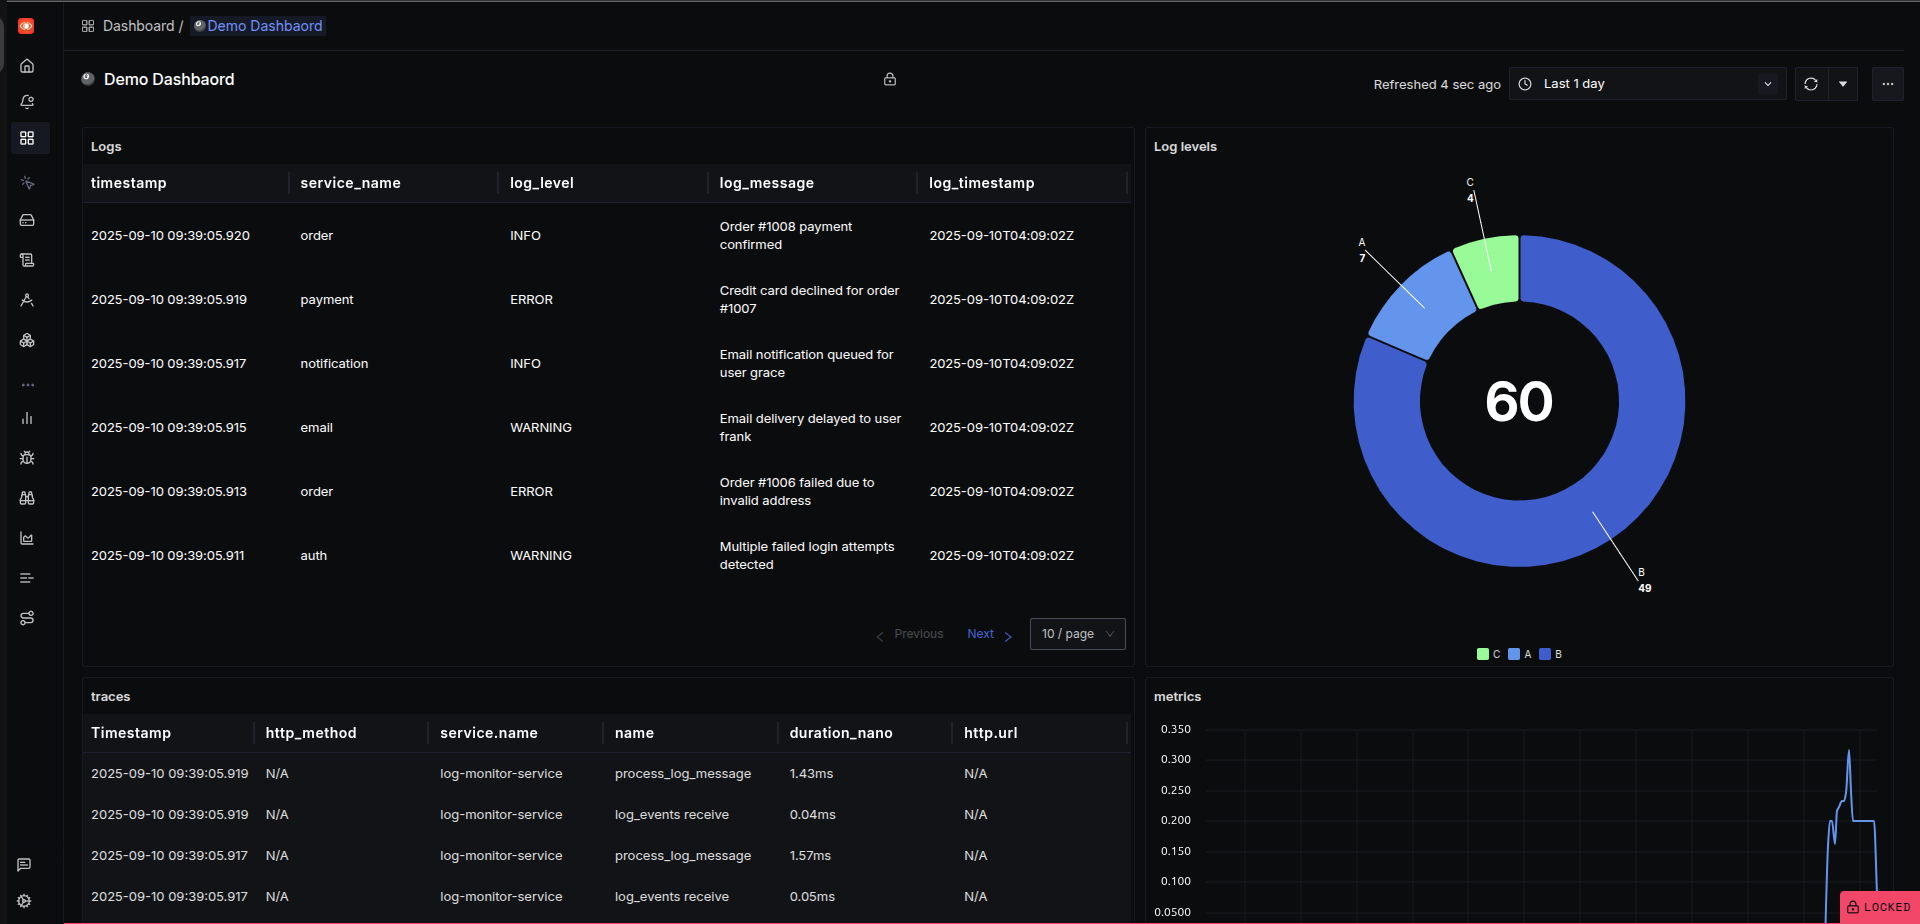 Dashboard / Demo Dashbaord
Demo Dashbaord
Refreshed 4 sec ago
Last 1 day
Logs
timestamp service_name log_level log_message log_timestamp
2025-09-10 09:39:05.920 order INFO Order #1008 payment confirmed 2025-09-10T04:09:02Z
2025-09-10 09:39:05.919 payment ERROR Credit card declined for order #1007 2025-09-10T04:09:02Z
2025-09-10 09:39:05.917 notification INFO Email notification queued for user grace 2025-09-10T04:09:02Z
2025-09-10 09:39:05.915 email WARNING Email delivery delayed to user frank 2025-09-10T04:09:02Z
2025-09-10 09:39:05.913 order ERROR Order #1006 failed due to invalid address 2025-09-10T04:09:02Z
2025-09-10 09:39:05.911 auth WARNING Multiple failed login attempts detected 2025-09-10T04:09:02Z
Previous Next 10 / page
Log levels
C
4
A
7
60
B
49
C A B
traces
Timestamp http_method service.name name duration_nano http.url
2025-09-10 09:39:05.919 N/A log-monitor-service process_log_message 1.43ms N/A
2025-09-10 09:39:05.919 N/A log-monitor-service log_events receive 0.04ms N/A
2025-09-10 09:39:05.917 N/A log-monitor-service process_log_message 1.57ms N/A
2025-09-10 09:39:05.917 N/A log-monitor-service log_events receive 0.05ms N/A
metrics
0.350
0.300
0.250
0.200
0.150
0.100
0.0500
LOCKED